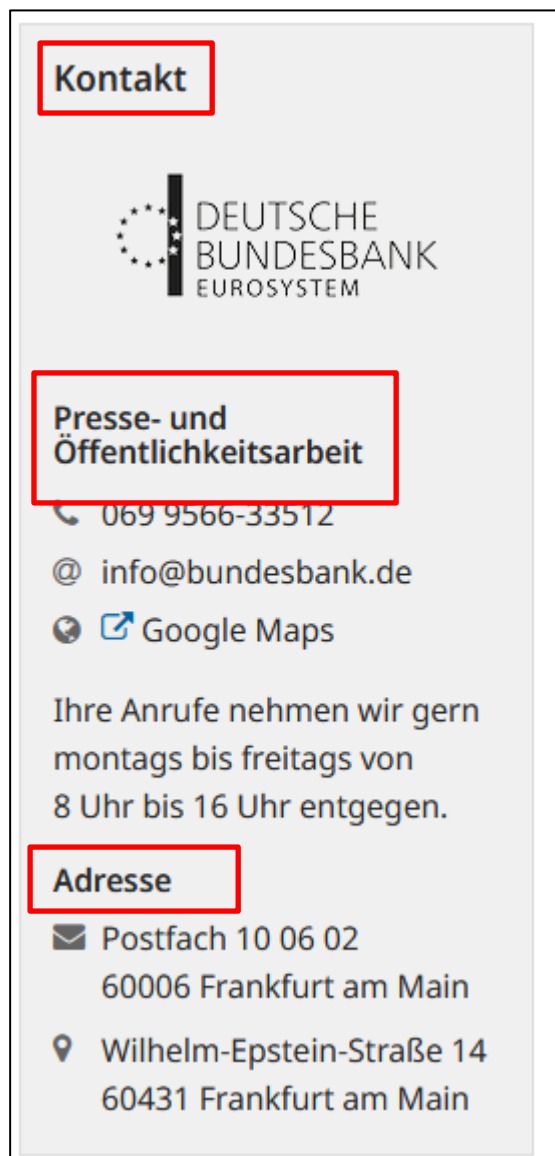 Kontakt
DEUTSCHE
BUNDESBANK
EUROSYSTEM
Presse- und
Öffentlichkeitsarbeit
069 9566-33512
@ info@bundesbank.de
Google Maps
Ihre Anrufe nehmen wir gern
montags bis freitags von
8 Uhr bis 16 Uhr entgegen.
Adresse
Postfach 10 06 02
60006 Frankfurt am Main
Wilhelm-Epstein-Straße 14
60431 Frankfurt am Main